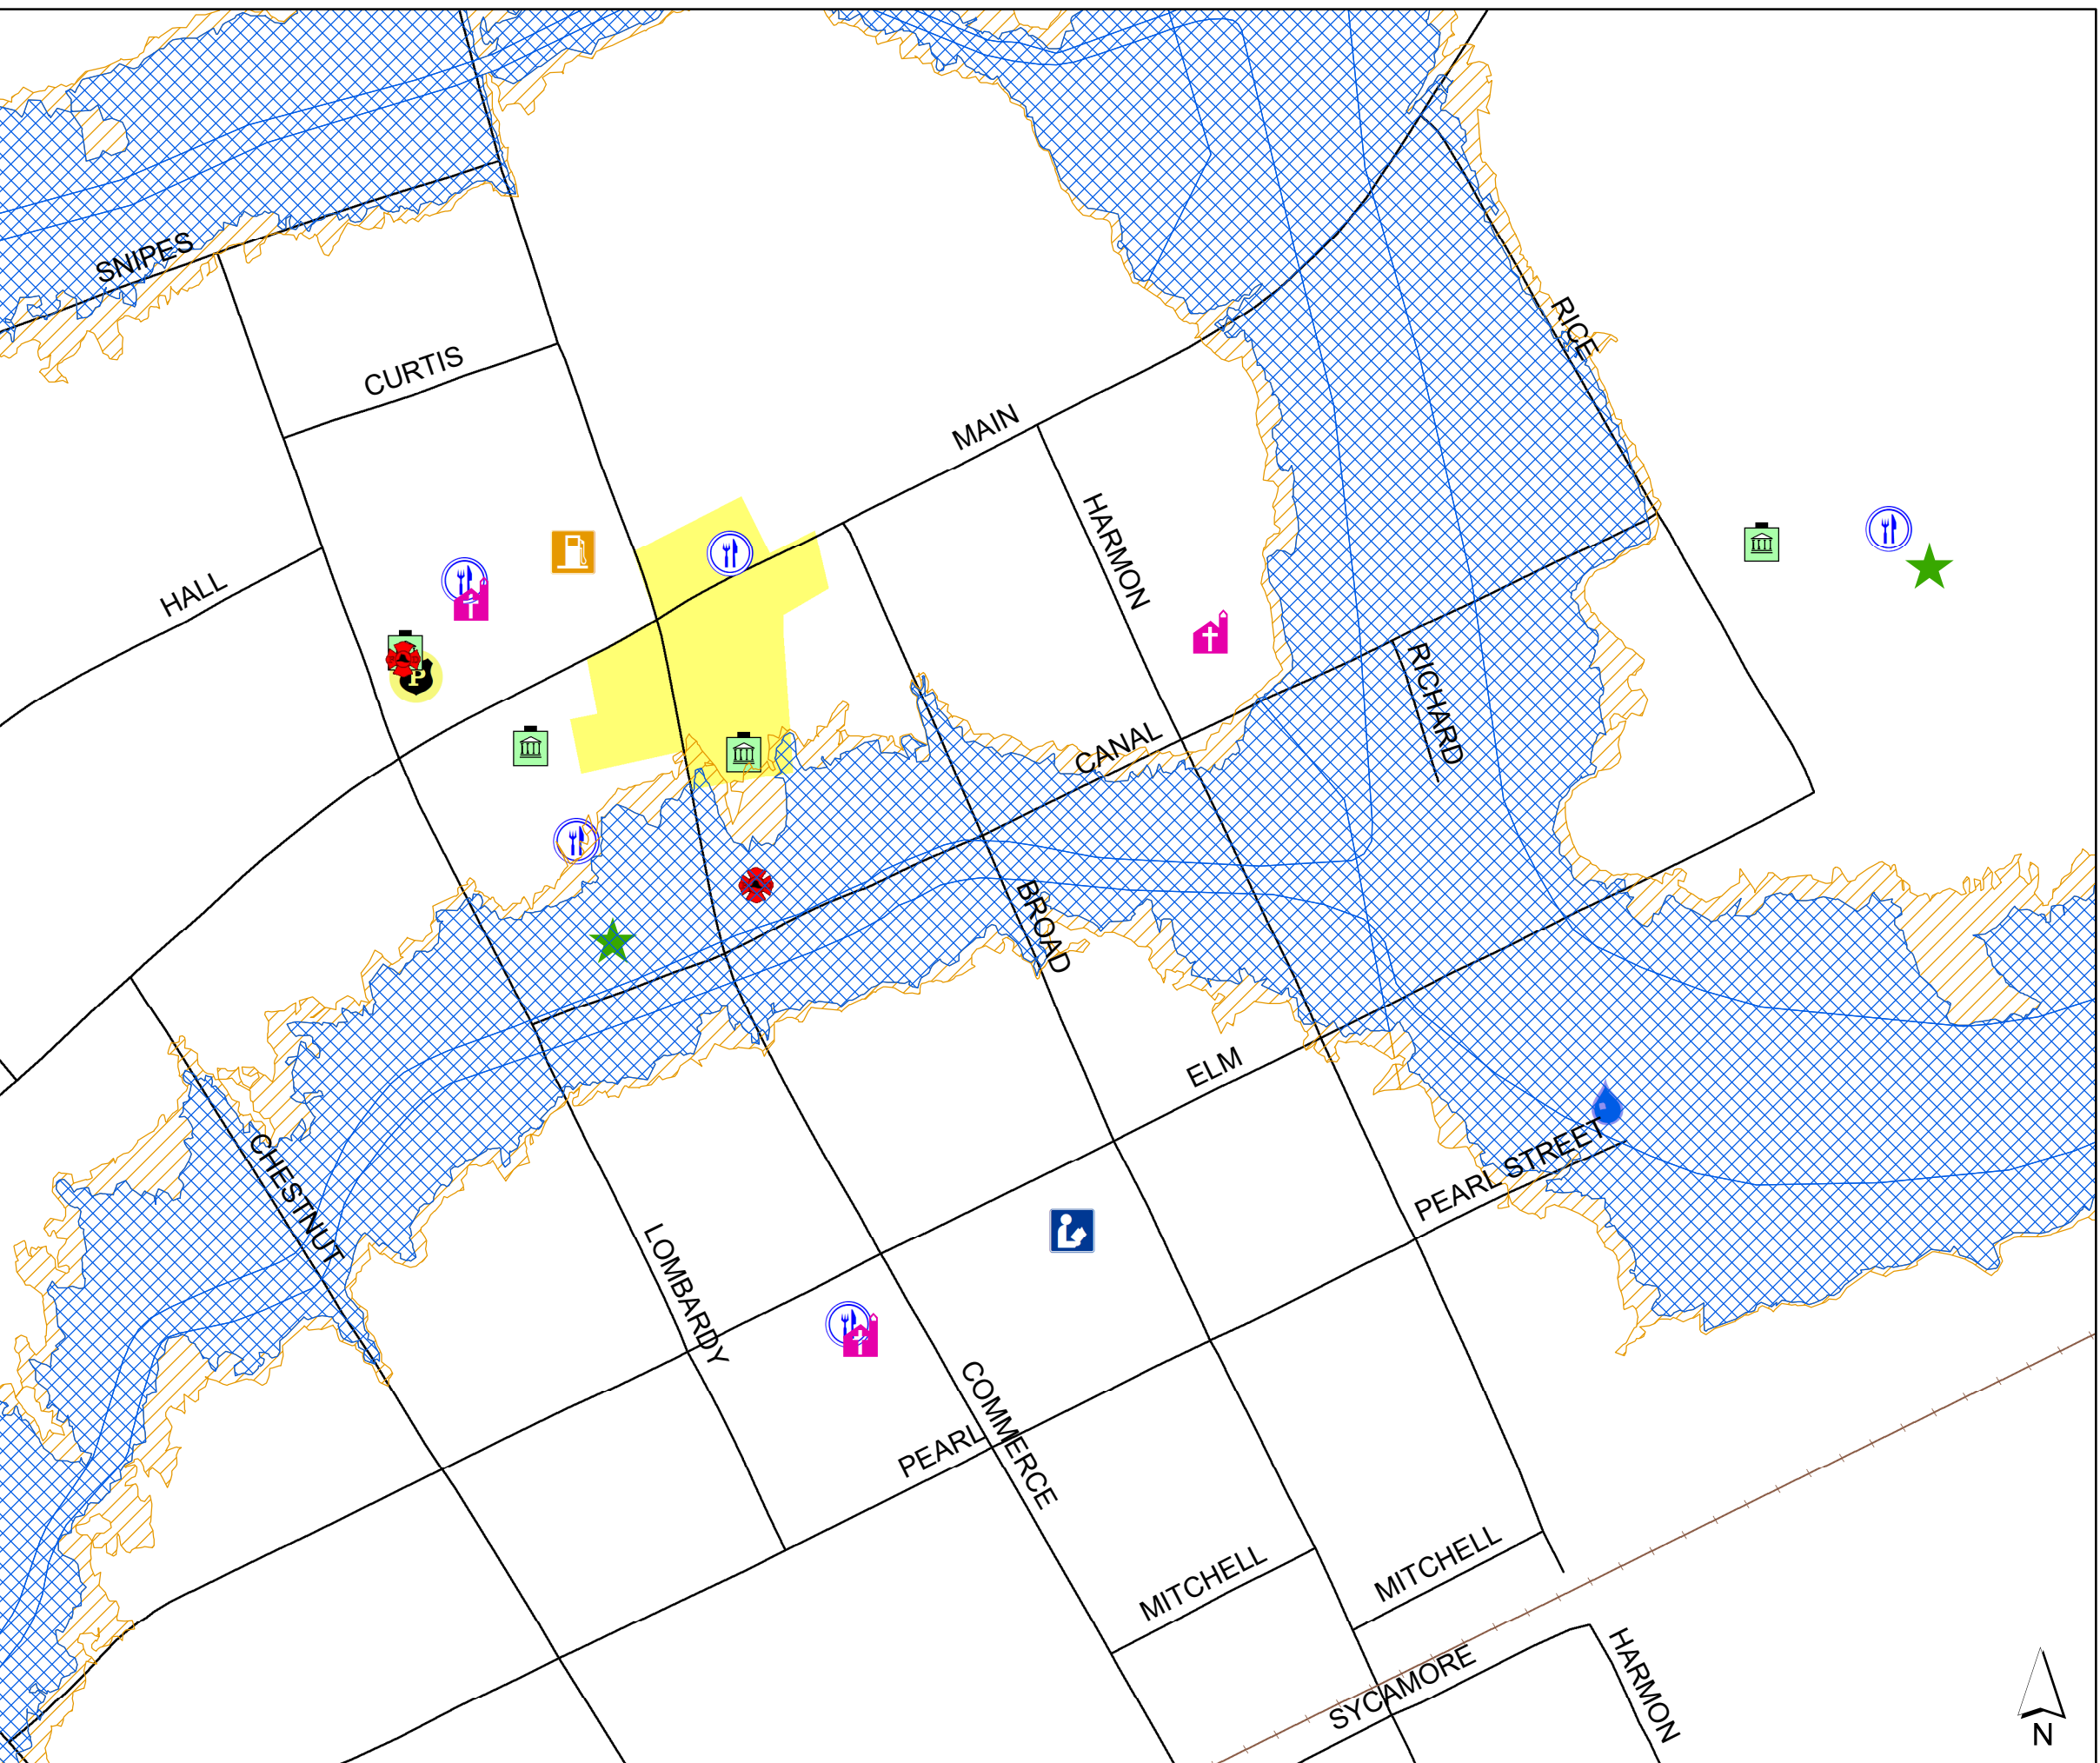 SNIPES
RICE
CURTIS
MAIN
HARMON
HALL
P
RICHARD
CANAL
BROAD
ELM
CHESTNUT
PEARL STREET
LOMBARDY
COMMERCE
PEARL
MITCHELL
MITCHELL
SYCAMORE
HARMON
N